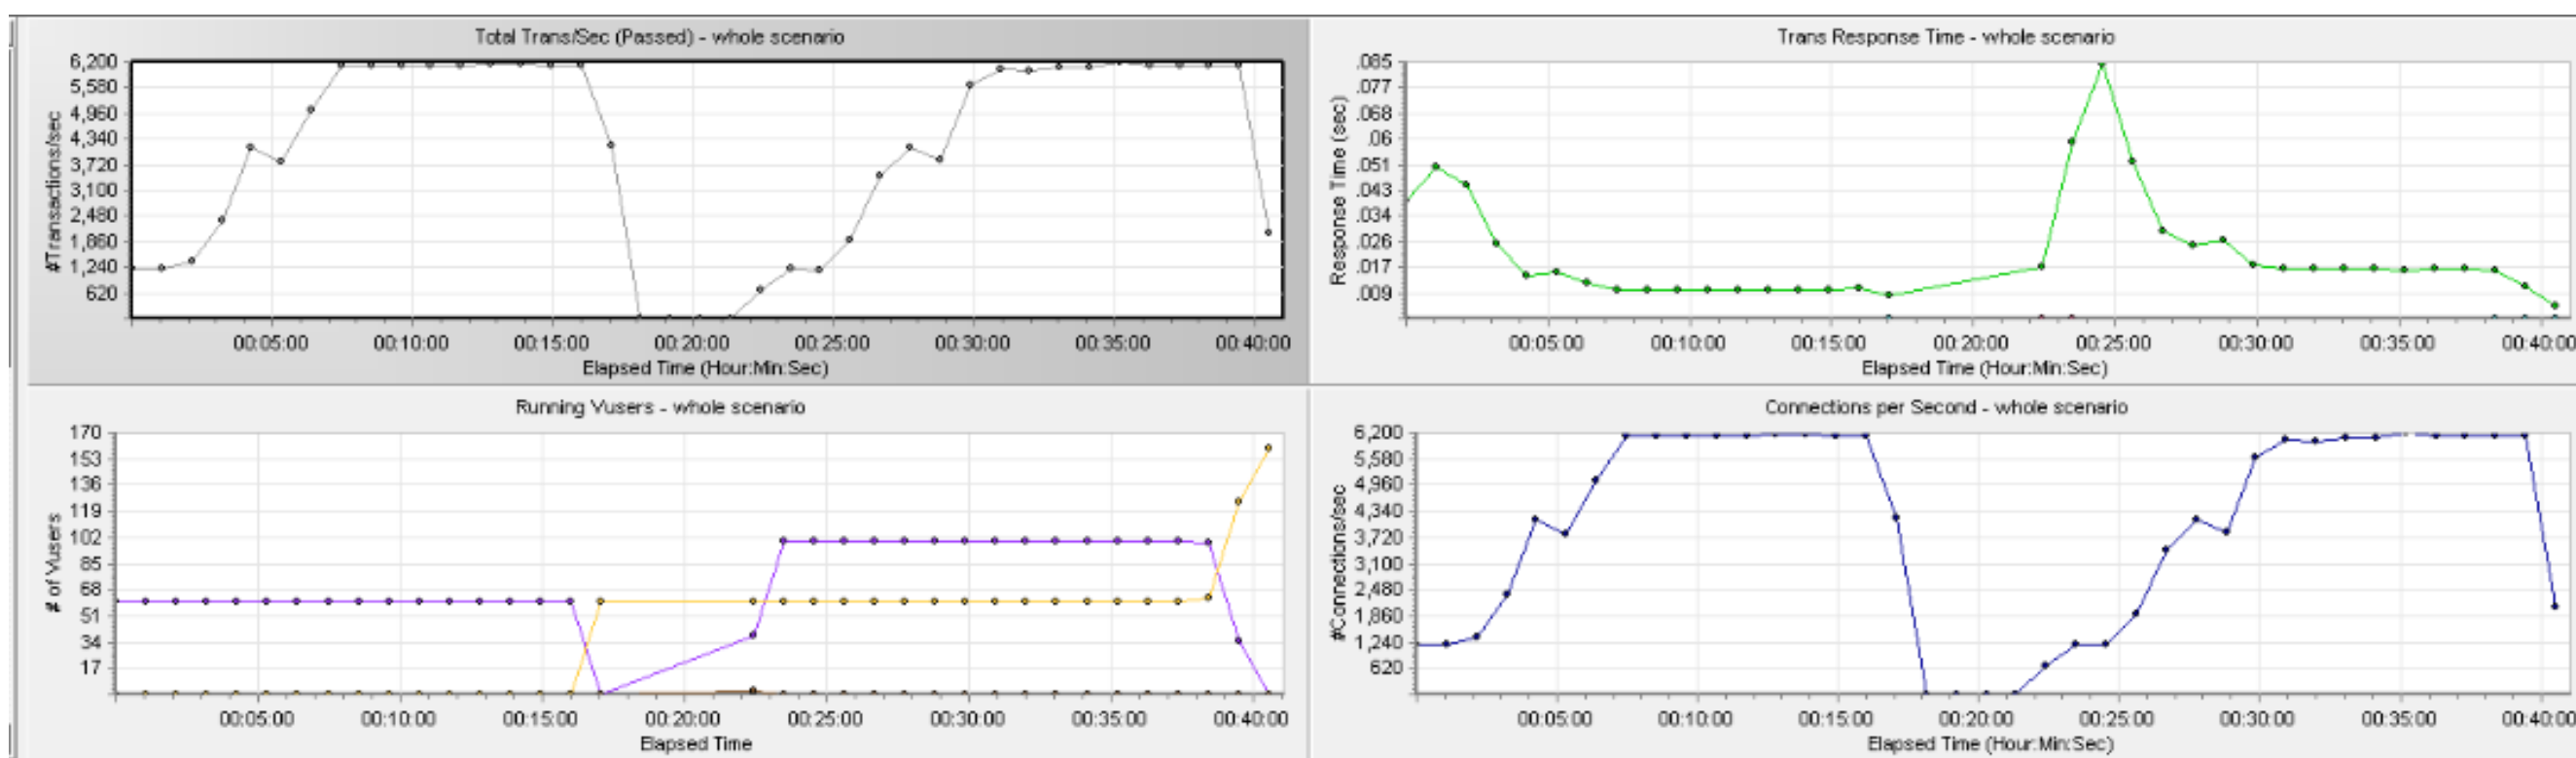 Total Trans/Sec (Passed) - whole scenario
#Transactions/sec
6,200
5,580
4,960
4,340
3,720
3,100
2,480
1,860
1,240
620
00:05:00 00:10:00 00:15:00 00:20:00 00:25:00 00:30:00 00:35:00 00:40:00
Elapsed Time (Hour:Min:Sec)
Trans Response Time - whole scenario
Response Time (sec)
.085
.077
.068
.06
.051
.043
.034
.026
.017
.009
00:05:00 00:10:00 00:15:00 00:20:00 00:25:00 00:30:00 00:35:00 00:40:00
Elapsed Time (Hour:Min:Sec)
Running Vusers - whole scenario
# of Vusers
170
153
136
119
102
85
68
51
34
17
00:05:00 00:10:00 00:15:00 00:20:00 00:25:00 00:30:00 00:35:00 00:40:00
Elapsed Time
Connections per Second - whole scenario
#Connections/sec
6,200
5,580
4,960
4,340
3,720
3,100
2,480
1,860
1,240
620
00:05:00 00:10:00 00:15:00 00:20:00 00:25:00 00:30:00 00:35:00 00:40:00
Elapsed Time (Hour:Min:Sec)